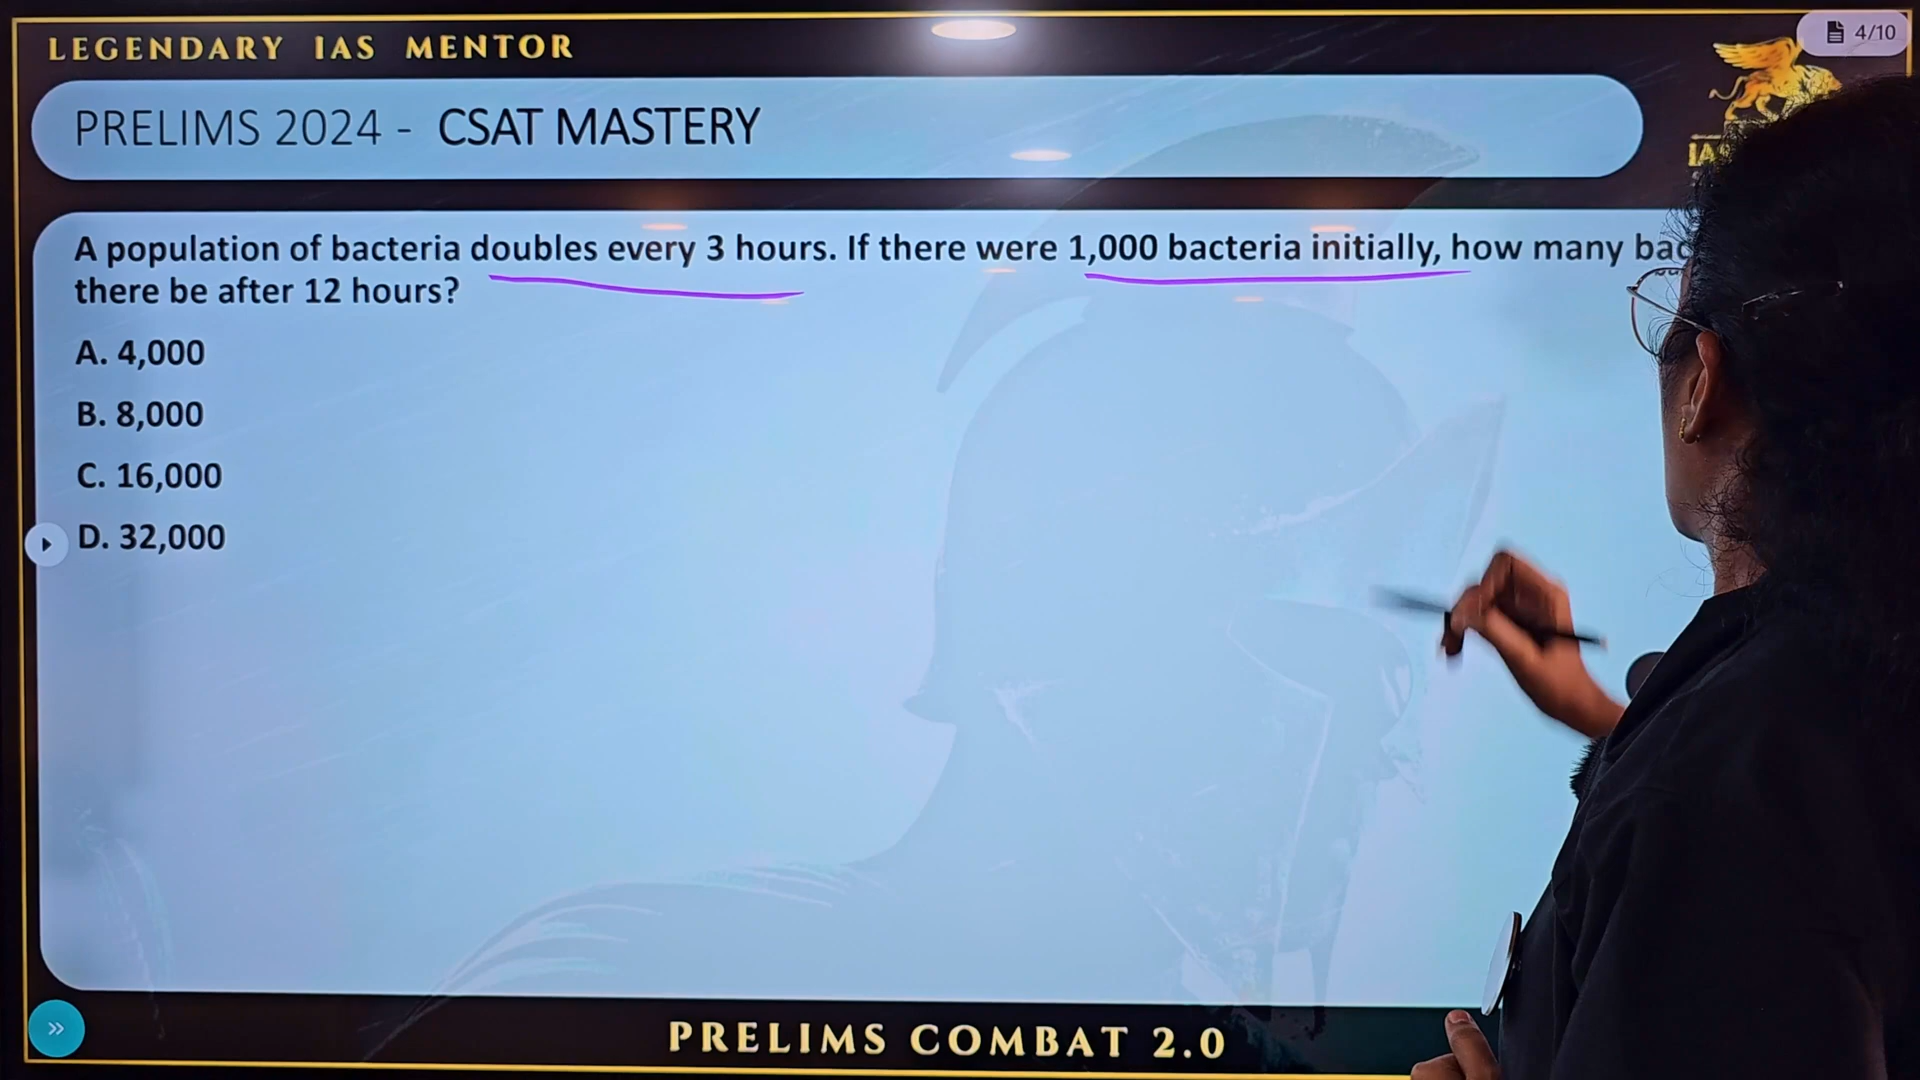 LEGENDARY IAS MENTOR
4/10
PRELIMS 2024 - CSAT MASTERY
A population of bacteria doubles every 3 hours. If there were 1,000 bacteria initially, how many
there be after 12 hours?
A. 4,000
B. 8,000
C. 16,000
D. 32,000
PRELIMS COMBAT 2.0